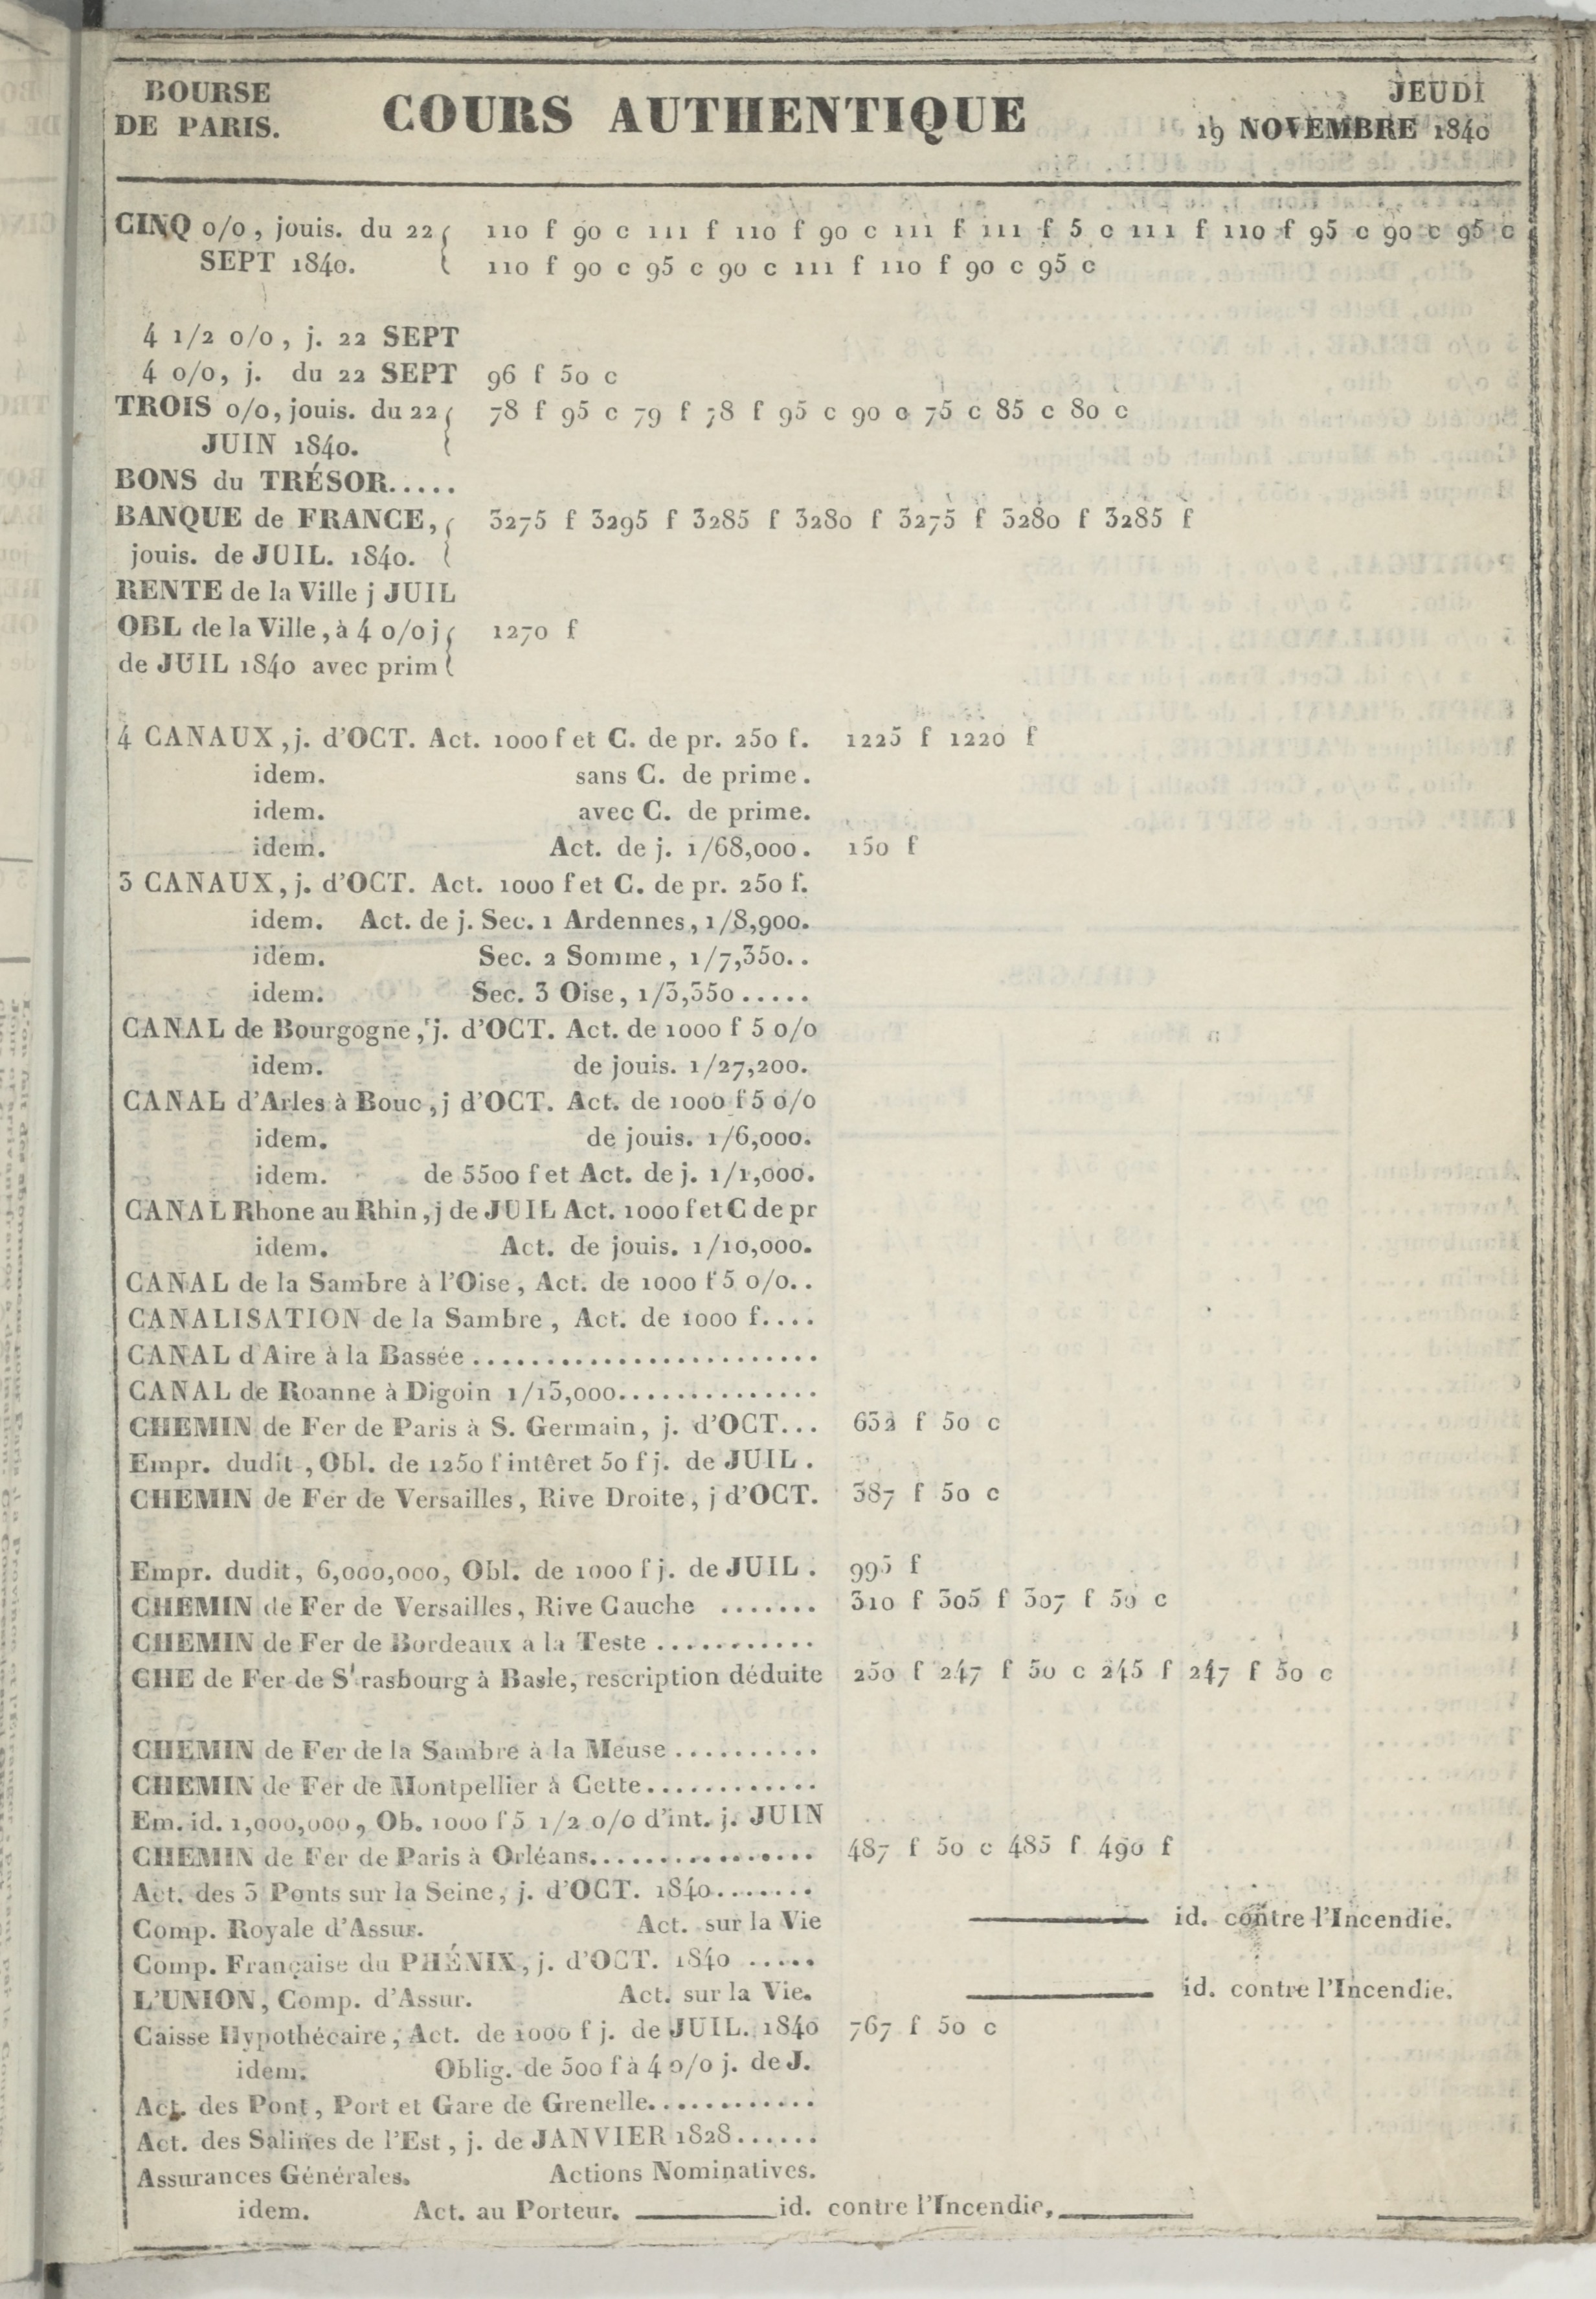 BOURSE
DE PARIS.
COURS AUTHENTIQUE
JEUDI
19 NOVEMBRE 1840
CINQ o/o, jouis. du 22 110 f 90 c 111 f 110 f 90 c 111 f 111 f 5 c 111 f 110 f 95 c 90 c 95 c
SEPT 1840. 110 f 90 c 95 c 90 c 111 f 110 f 90 c 95 c
4 1/2 o/o, j. 22 SEPT
4 o/o, j. du 22 SEPT 96 f 50 c
TROIS o/o, jouis. du 22 78 f 95 c 79 f 78 f 95 c 90 c 75 c 85 c 80 c
JUIN 1840.
BONS du TRÉSOR.....
BANQUE de FRANCE, 3275 f 3295 f 3285 f 3280 f 3275 f 3280 f 3285 f
jouis. de JUIL. 1840.
RENTE de la Ville j JUIL
OBL de la Ville, à 4 o/o j 1270 f
de JUIL 1840 avec prim
4 CANAUX, j. d'OCT. Act. 1000 f et C. de pr. 250 f. 1225 f 1220 f
idem. sans C. de prime.
idem. avec C. de prime.
idem. Act. de j. 1/68,000. 150 f
3 CANAUX, j. d'OCT. Act. 1000 f et C. de pr. 250 f.
idem. Act. de j. Sec. 1 Ardennes, 1/8,900.
idem. Sec. 2 Somme, 1/7,350..
idem. Sec. 3 Oise, 1/3,350.....
CANAL de Bourgogne, j. d'OCT. Act. de 1000 f 5 o/o
idem. de jouis. 1/27,200.
CANAL d'Arles à Bouc, j d'OCT. Act. de 1000 f 5 o/o
idem. de jouis. 1/6,000.
idem. de 5500 f et Act. de j. 1/1,000.
CANAL Rhone au Rhin, j de JUIL Act. 1000 f et C de pr
idem. Act. de jouis. 1/10,000.
CANAL de la Sambre à l'Oise, Act. de 1000 f 5 o/o..
CANALISATION de la Sambre, Act. de 1000 f....
CANAL d Aire à la Bassée........................
CANAL de Roanne à Digoin 1/15,000..............
CHEMIN de Fer de Paris à S. Germain, j. d'OCT... 652 f 50 c
Empr. dudit, Obl. de 1250 f intêret 50 f j. de JUIL.
CHEMIN de Fer de Versailles, Rive Droite, j d'OCT. 387 f 50 c
Empr. dudit, 6,000,000, Obl. de 1000 f j. de JUIL. 995 f
CHEMIN de Fer de Versailles, Rive Gauche ....... 310 f 305 f 307 f 50 c
CHEMIN de Fer de Bordeaux a la Teste ...........
CHE de Fer de S'rasbourg à Basle, rescription déduite 250 f 247 f 50 c 245 f 247 f 50 c
CHEMIN de Fer de la Sambre à la Meuse..........
CHEMIN de Fer de Montpellier à Cette............
Em. id. 1,000,000, Ob. 1000 f 5 1/2 o/o d'int. j. JUIN
CHEMIN de Fer de Paris à Orléans................ 487 f 50 c 485 f 490 f
Act. des 3 Ponts sur la Seine, j. d'OCT. 1840.......
Comp. Royale d'Assur. Act. sur la Vie id. contre l'Incendie.
Comp. Française du PHÉNIX, j. d'OCT. 1840 .....
L'UNION, Comp. d'Assur. Act. sur la Vie. id. contre l'Incendie.
Caisse Hypothécaire, Act. de 1000 f j. de JUIL. 1840 767 f 50 c
idem. Oblig. de 500 f à 4 o/o j. de J.
Act. des Pont, Port et Gare de Grenelle............
Act. des Salines de l'Est, j. de JANVIER 1828......
Assurances Générales. Actions Nominatives.
idem. Act. au Porteur. id. contre l'Incendie,